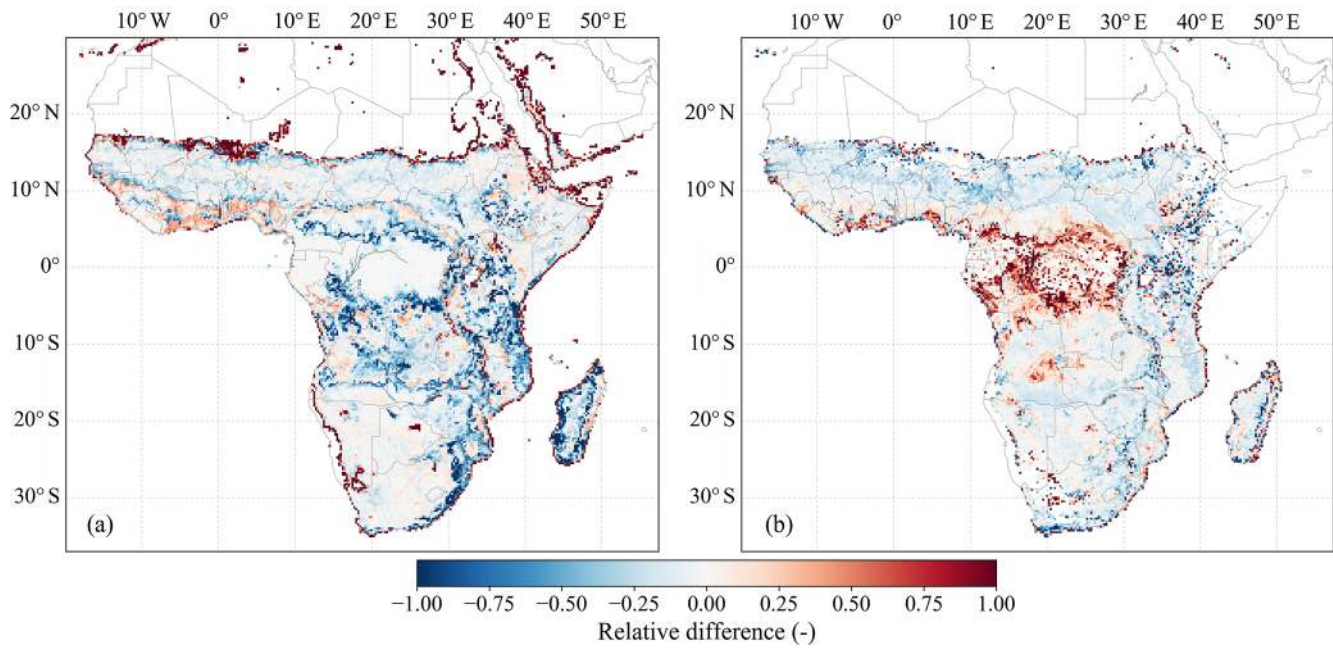 10° W 0° 10° E 20° E 30° E 40° E 50° E 10° W 0° 10° E 20° E 30° E 40° E 50° E
20° N 20° N
10° N 10° N
0° 0°
10° S 10° S
20° S 20° S
30° S 30° S
(a) (b)
−1.00 −0.75 −0.50 −0.25 0.00 0.25 0.50 0.75 1.00
Relative difference (-)